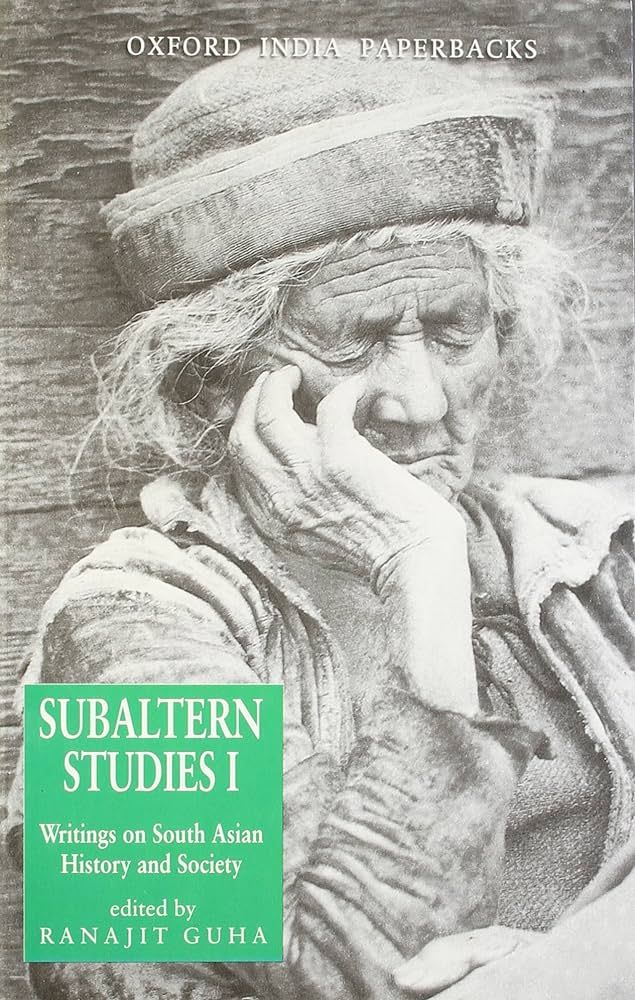 OXFORD INDIA PAPERBACKS
SUBALTERN
STUDIES I
Writings on South Asian
History and Society
edited by
RANAJIT GUHA